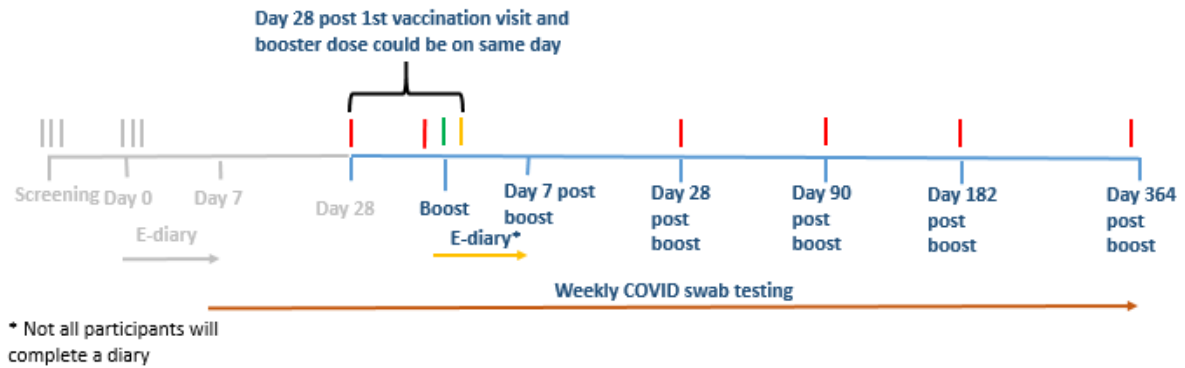 Day 28 post 1st vaccination visit and
booster dose could be on same day
Screening
Day 0
Day 7
Day 28
Boost
Day 7 post
boost
Day 28
post
boost
Day 90
post
boost
Day 182
post
boost
Day 364
post
boost
E-diary
E-diary*
Weekly COVID swab testing
* Not all participants will
complete a diary